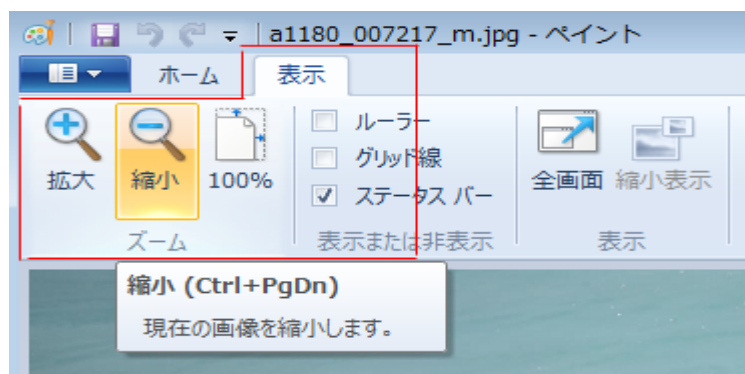 a1180_007217_m.jpg - ペイント
ホーム 表示
ルーラー
グリッド線
ステータス バー
拡大 縮小 100% 全画面 縮小表示
ズーム 表示または非表示 表示
縮小 (Ctrl+PgDn)
現在の画像を縮小します。